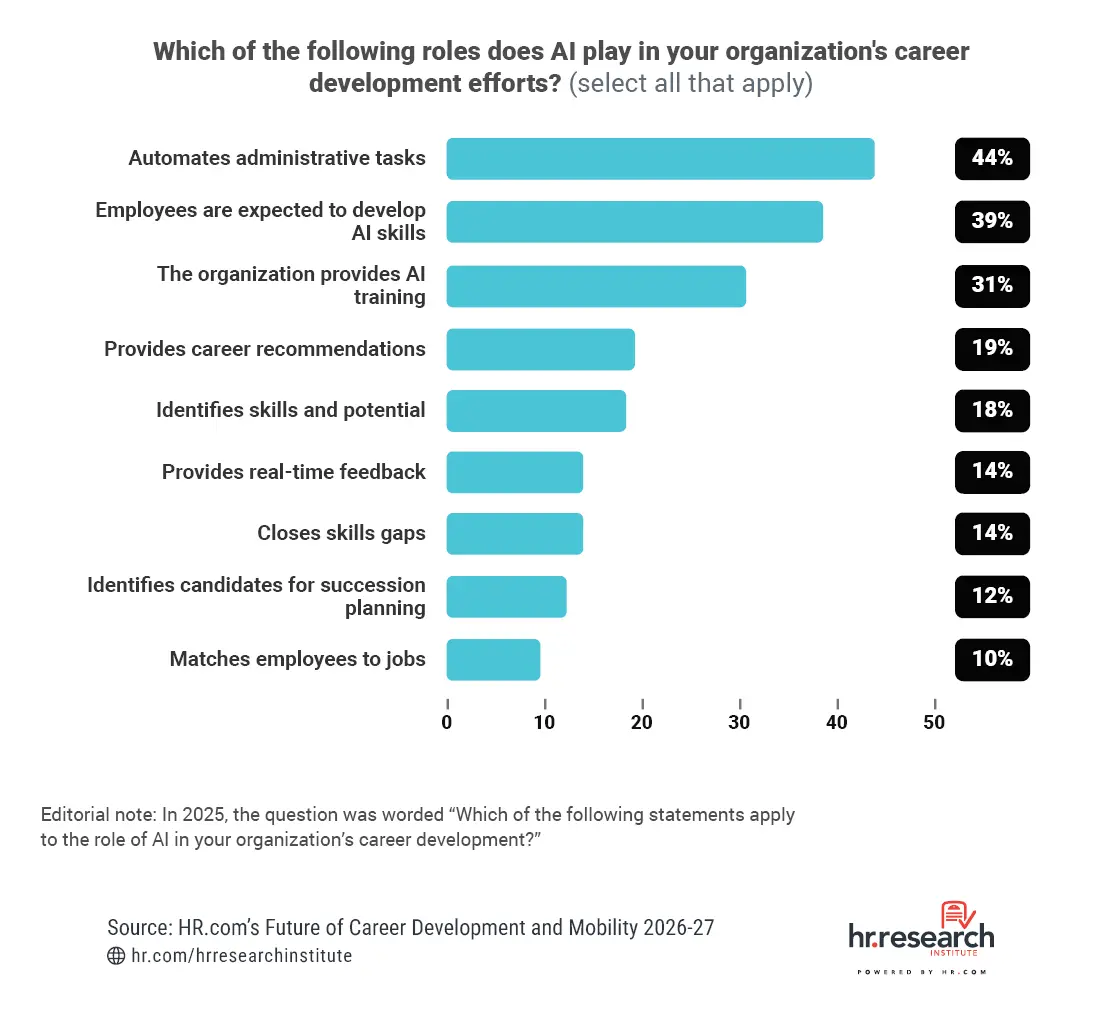 Which of the following roles does AI play in your organization's career
development efforts? (select all that apply)
Automates administrative tasks
44%
Employees are expected to develop
AI skills
39%
The organization provides AI
training
31%
Provides career recommendations
19%
Identifies skills and potential
18%
Provides real-time feedback
14%
Closes skills gaps
14%
Identifies candidates for succession
planning
12%
Matches employees to jobs
10%
0 10 20 30 40 50
Editorial note: In 2025, the question was worded “Which of the following statements apply
to the role of AI in your organization’s career development?”
Source: HR.com’s Future of Career Development and Mobility 2026-27
hr.com/hrresearchinstitute
hr.research
INSTITUTE
POWERED BY HR.COM